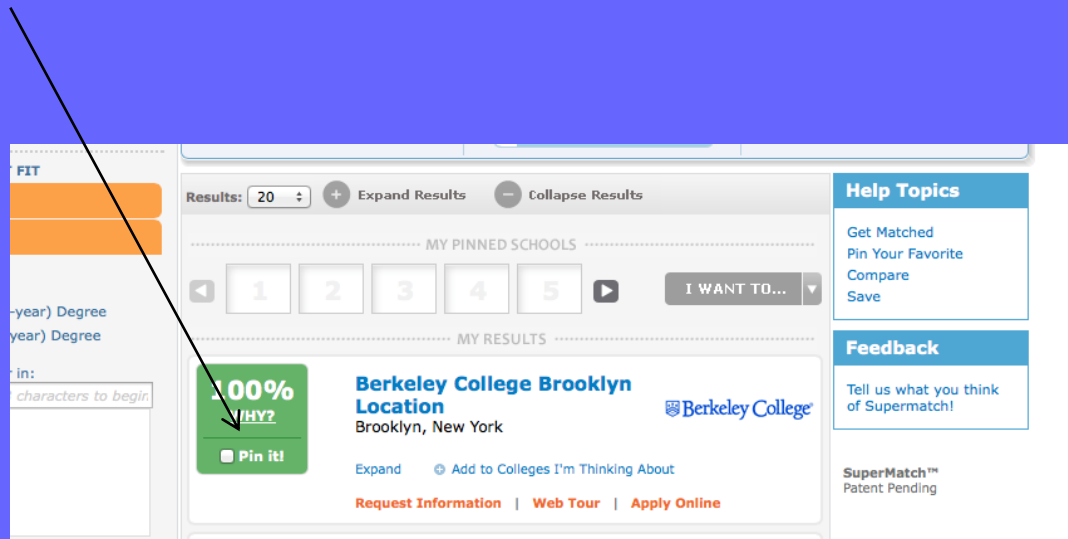 FIT
Results: 20 Expand Results Collapse Results
MY PINNED SCHOOLS
1 2 3 4 5 I WANT TO...
-year) Degree
year) Degree
in:
characters to begin
MY RESULTS
100%
WHY?
Pin it!
Berkeley College Brooklyn
Location
Brooklyn, New York
Berkeley College
Expand Add to Colleges I'm Thinking About
Request Information | Web Tour | Apply Online
Help Topics
Get Matched
Pin Your Favorite
Compare
Save
Feedback
Tell us what you think
of Supermatch!
SuperMatch™
Patent Pending